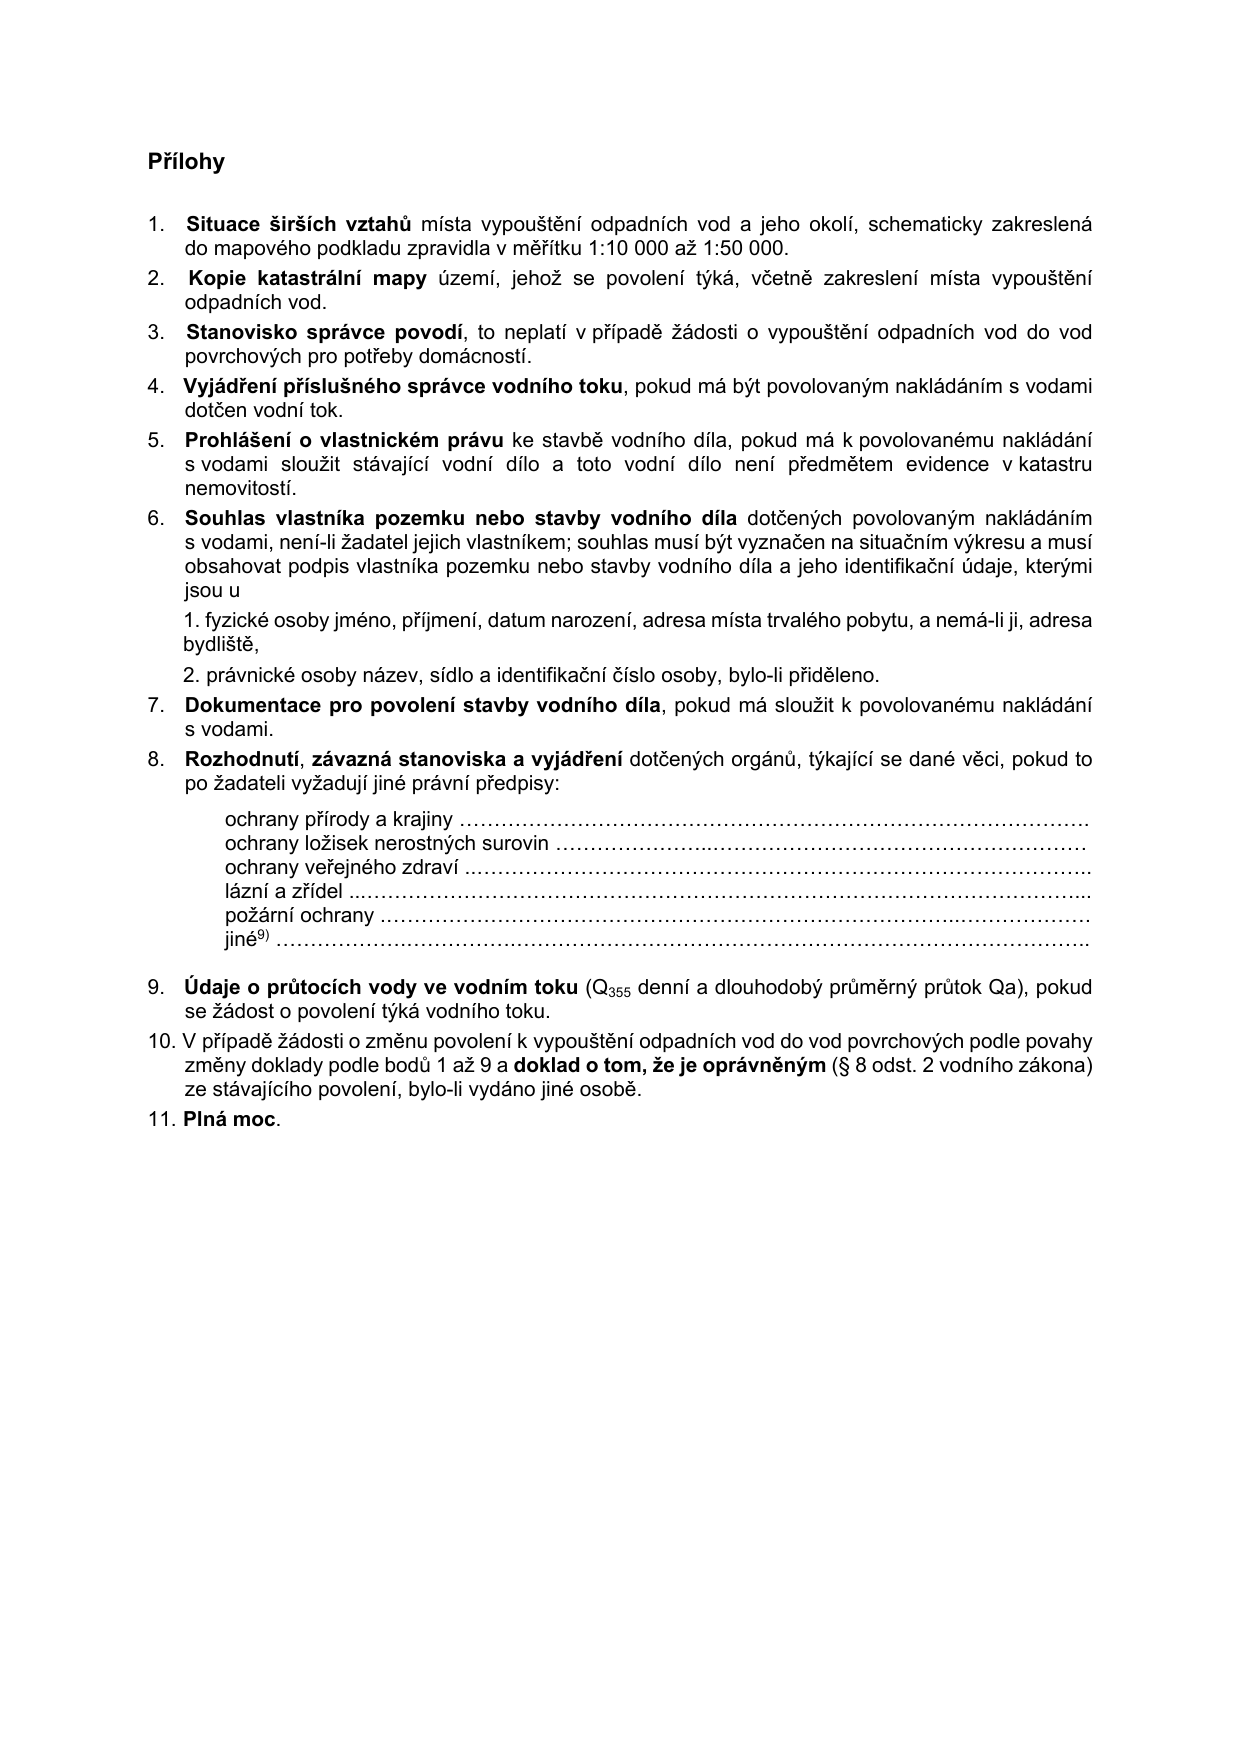 Přílohy
1. Situace širších vztahů místa vypouštění odpadních vod a jeho okolí, schematicky zakreslená
do mapového podkladu zpravidla v měřítku 1:10 000 až 1:50 000.
2. Kopie katastrální mapy území, jehož se povolení týká, včetně zakreslení místa vypouštění
odpadních vod.
3. Stanovisko správce povodí, to neplatí v případě žádosti o vypouštění odpadních vod do vod
povrchových pro potřeby domácností.
4. Vyjádření příslušného správce vodního toku, pokud má být povolovaným nakládáním s vodami
dotčen vodní tok.
5. Prohlášení o vlastnickém právu ke stavbě vodního díla, pokud má k povolovanému nakládání
s vodami sloužit stávající vodní dílo a toto vodní dílo není předmětem evidence v katastru
nemovitostí.
6. Souhlas vlastníka pozemku nebo stavby vodního díla dotčených povolovaným nakládáním
s vodami, není-li žadatel jejich vlastníkem; souhlas musí být vyznačen na situačním výkresu a musí
obsahovat podpis vlastníka pozemku nebo stavby vodního díla a jeho identifikační údaje, kterými
jsou u
1. fyzické osoby jméno, příjmení, datum narození, adresa místa trvalého pobytu, a nemá-li ji, adresa
bydliště,
2. právnické osoby název, sídlo a identifikační číslo osoby, bylo-li přiděleno.
7. Dokumentace pro povolení stavby vodního díla, pokud má sloužit k povolovanému nakládání
s vodami.
8. Rozhodnutí, závazná stanoviska a vyjádření dotčených orgánů, týkající se dané věci, pokud to
po žadateli vyžadují jiné právní předpisy:
ochrany přírody a krajiny ………………………………………………………………………………
ochrany ložisek nerostných surovin …………………..…………………………………………
ochrany veřejného zdraví ..……………………………………………………………………………..
lázní a zřídel ..…………………………………………………………………………………………...
požární ochrany .……………………………………………………………………….………………
jiné9) ……………….…………….………………………………………………………………………..
9. Údaje o průtocích vody ve vodním toku (Q355 denní a dlouhodobý průměrný průtok Qa), pokud
se žádost o povolení týká vodního toku.
10. V případě žádosti o změnu povolení k vypouštění odpadních vod do vod povrchových podle povahy
změny doklady podle bodů 1 až 9 a doklad o tom, že je oprávněným (§ 8 odst. 2 vodního zákona)
ze stávajícího povolení, bylo-li vydáno jiné osobě.
11. Plná moc.